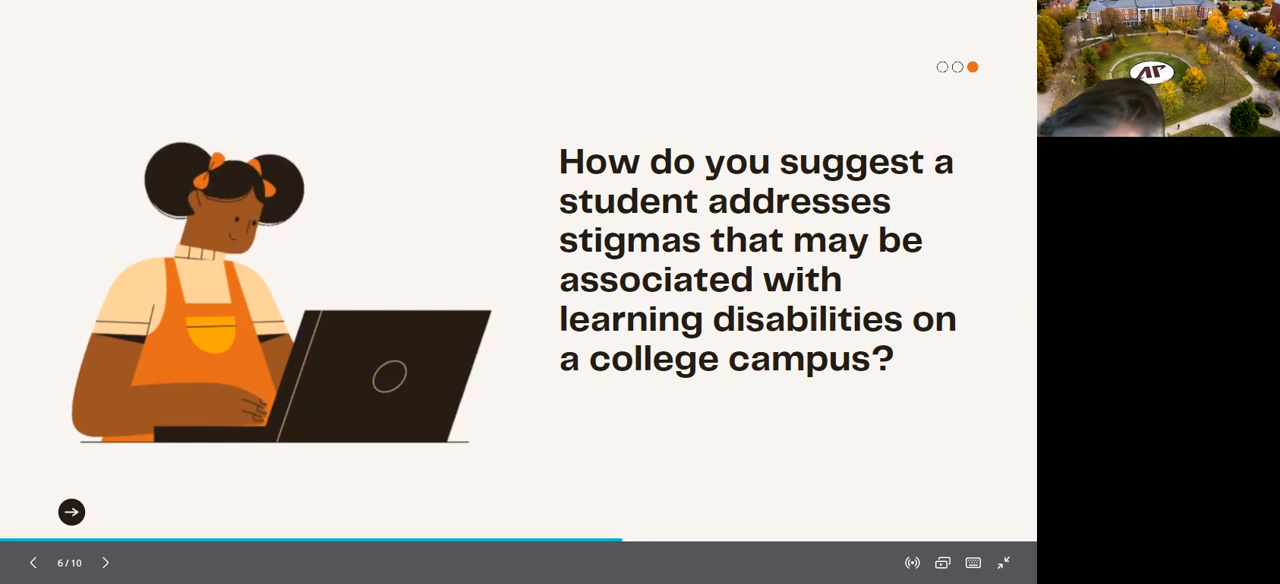 How do you suggest a
student addresses
stigmas that may be
associated with
learning disabilities on
a college campus?
6 / 10
AP